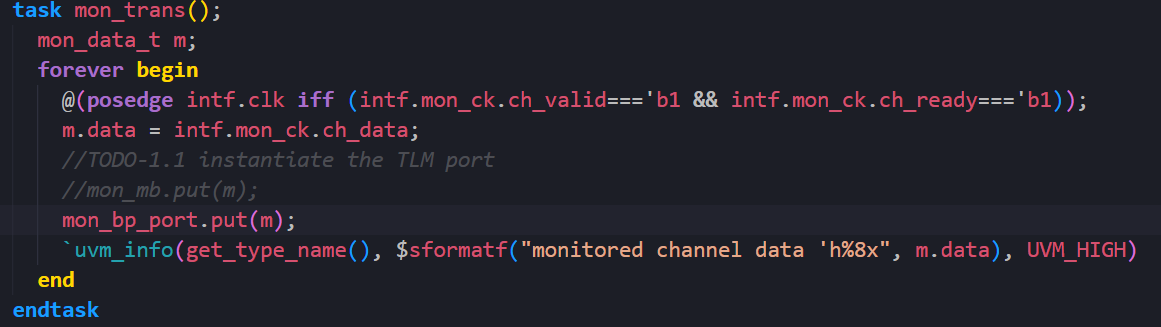 task mon_trans();
  mon_data_t m;
  forever begin
    @(posedge intf.clk iff (intf.mon_ck.ch_valid==='b1 && intf.mon_ck.ch_ready==='b1));
    m.data = intf.mon_ck.ch_data;
    //TODO-1.1 instantiate the TLM port
    //mon_mb.put(m);
    mon_bp_port.put(m);
    `uvm_info(get_type_name(), $sformatf("monitored channel data 'h%8x", m.data), UVM_HIGH)
  end
endtask